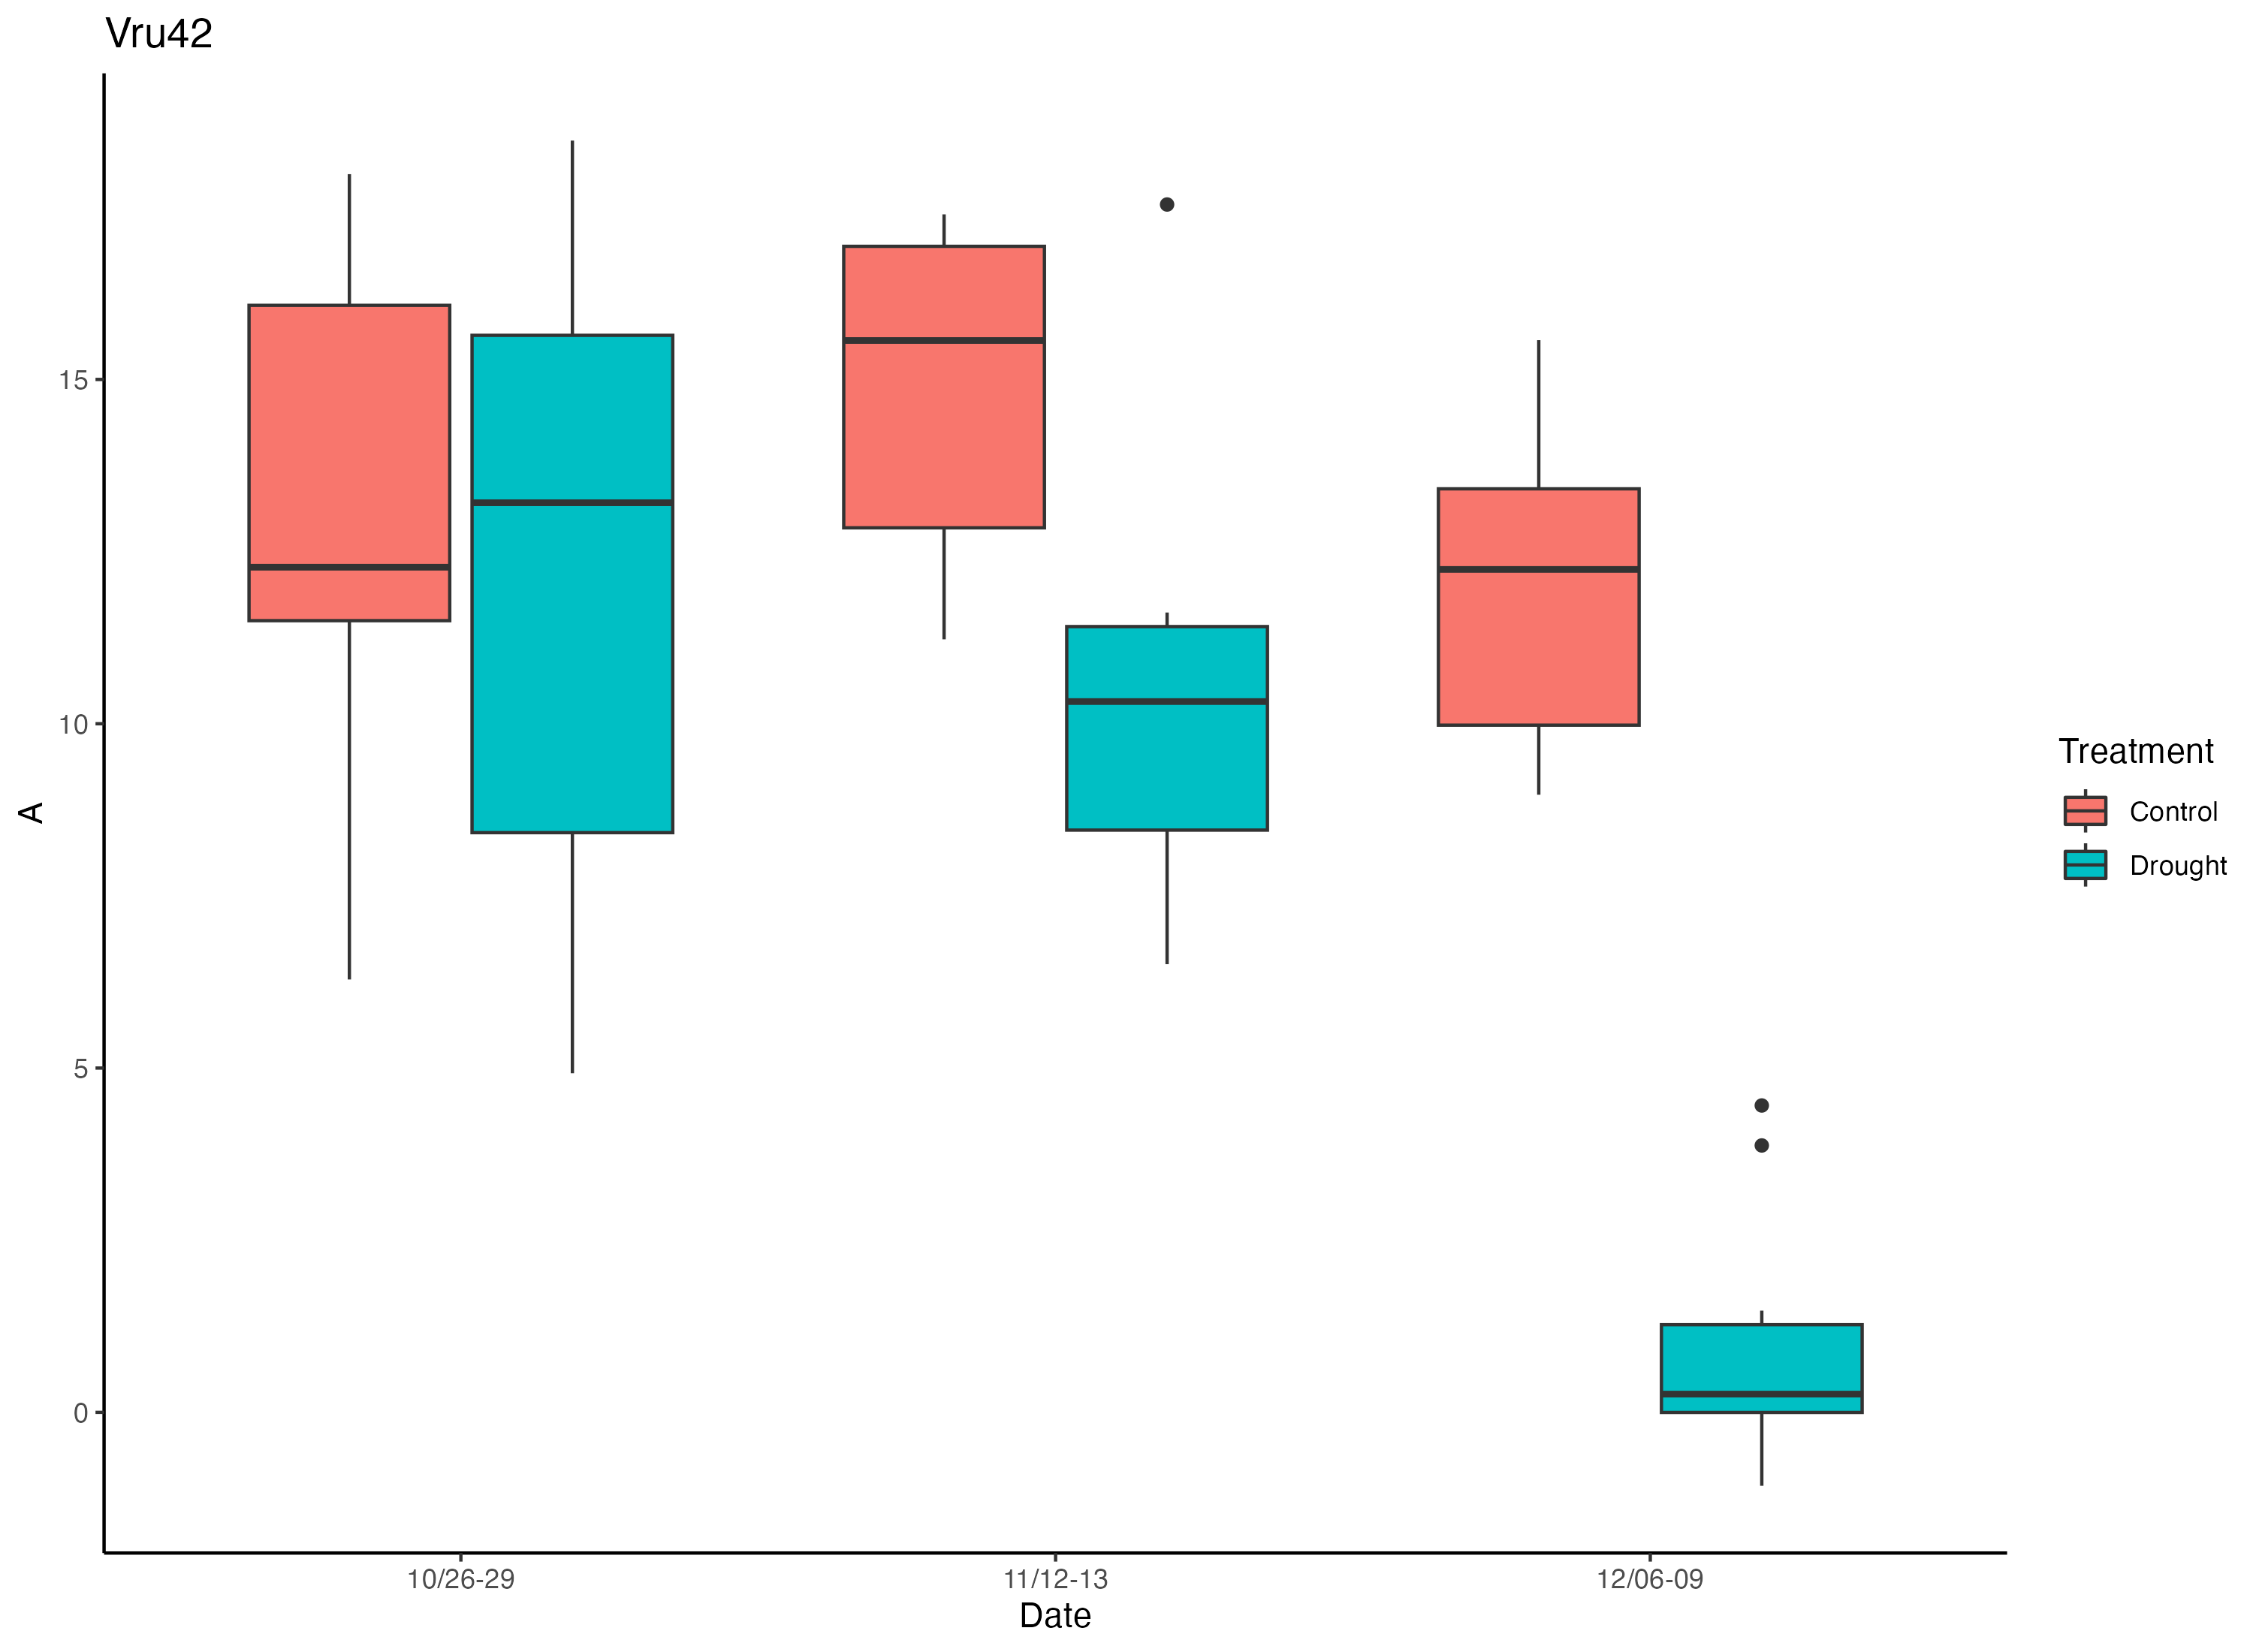 Vru42
A
15
10
5
0
10/26-29
11/12-13
12/06-09
Date
Treatment
Control
Drought